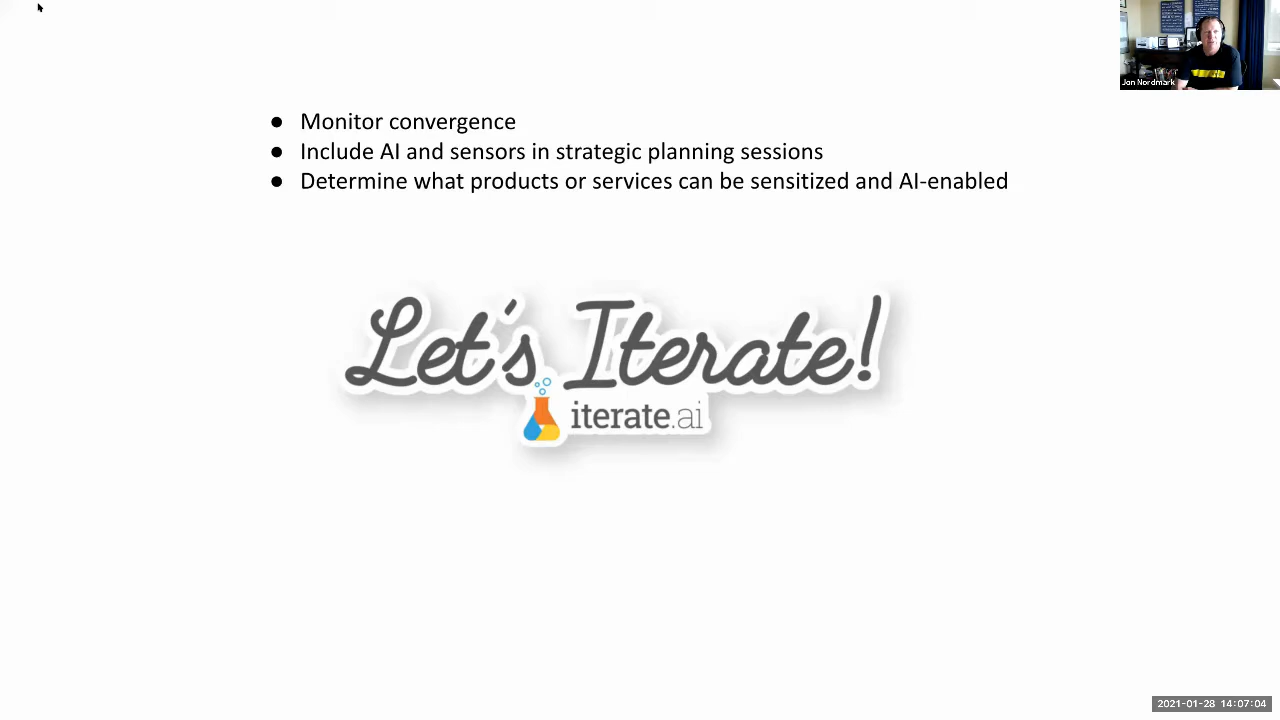 ● Monitor convergence
● Include AI and sensors in strategic planning sessions
● Determine what products or services can be sensitized and AI-enabled
Let's Iterate!
iterate.ai
Jon Nordmark
2021-01-28 14:07:04